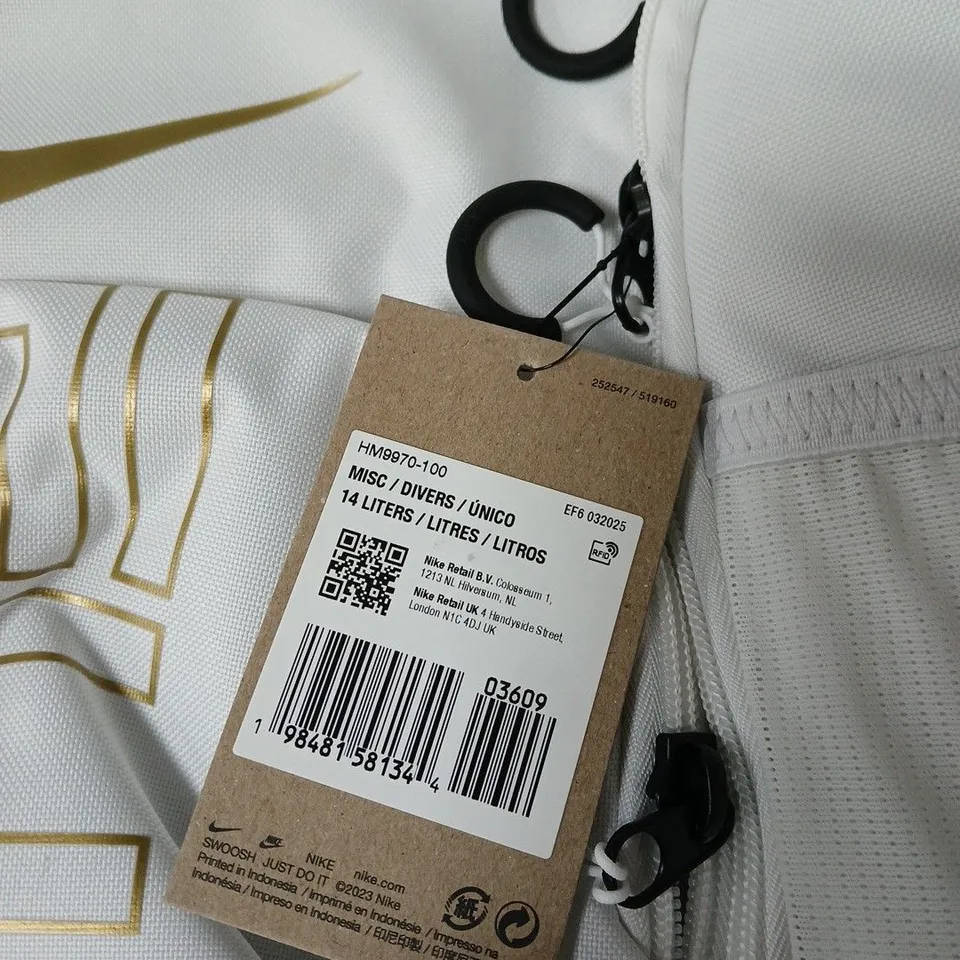 252547 / 519160
HM9970-100
MISC / DIVERS / ÚNICO
EF6 032025
14 LITERS / LITRES / LITROS
RFID
Nike Retail B.V. Colosseum 1,
1213 NL Hilversum, NL
Nike Retail UK 4 Handyside Street,
London N1C 4DJ UK
03609
1 98481 58134 4
NIKE
SWOOSH JUST DO IT NIKE nike.com
Printed in Indonesia ©2023 Nike
Indonésia / Imprimé en Indonésie / Impresso na
Impreso en Indonesia / 印尼印製 /
紙